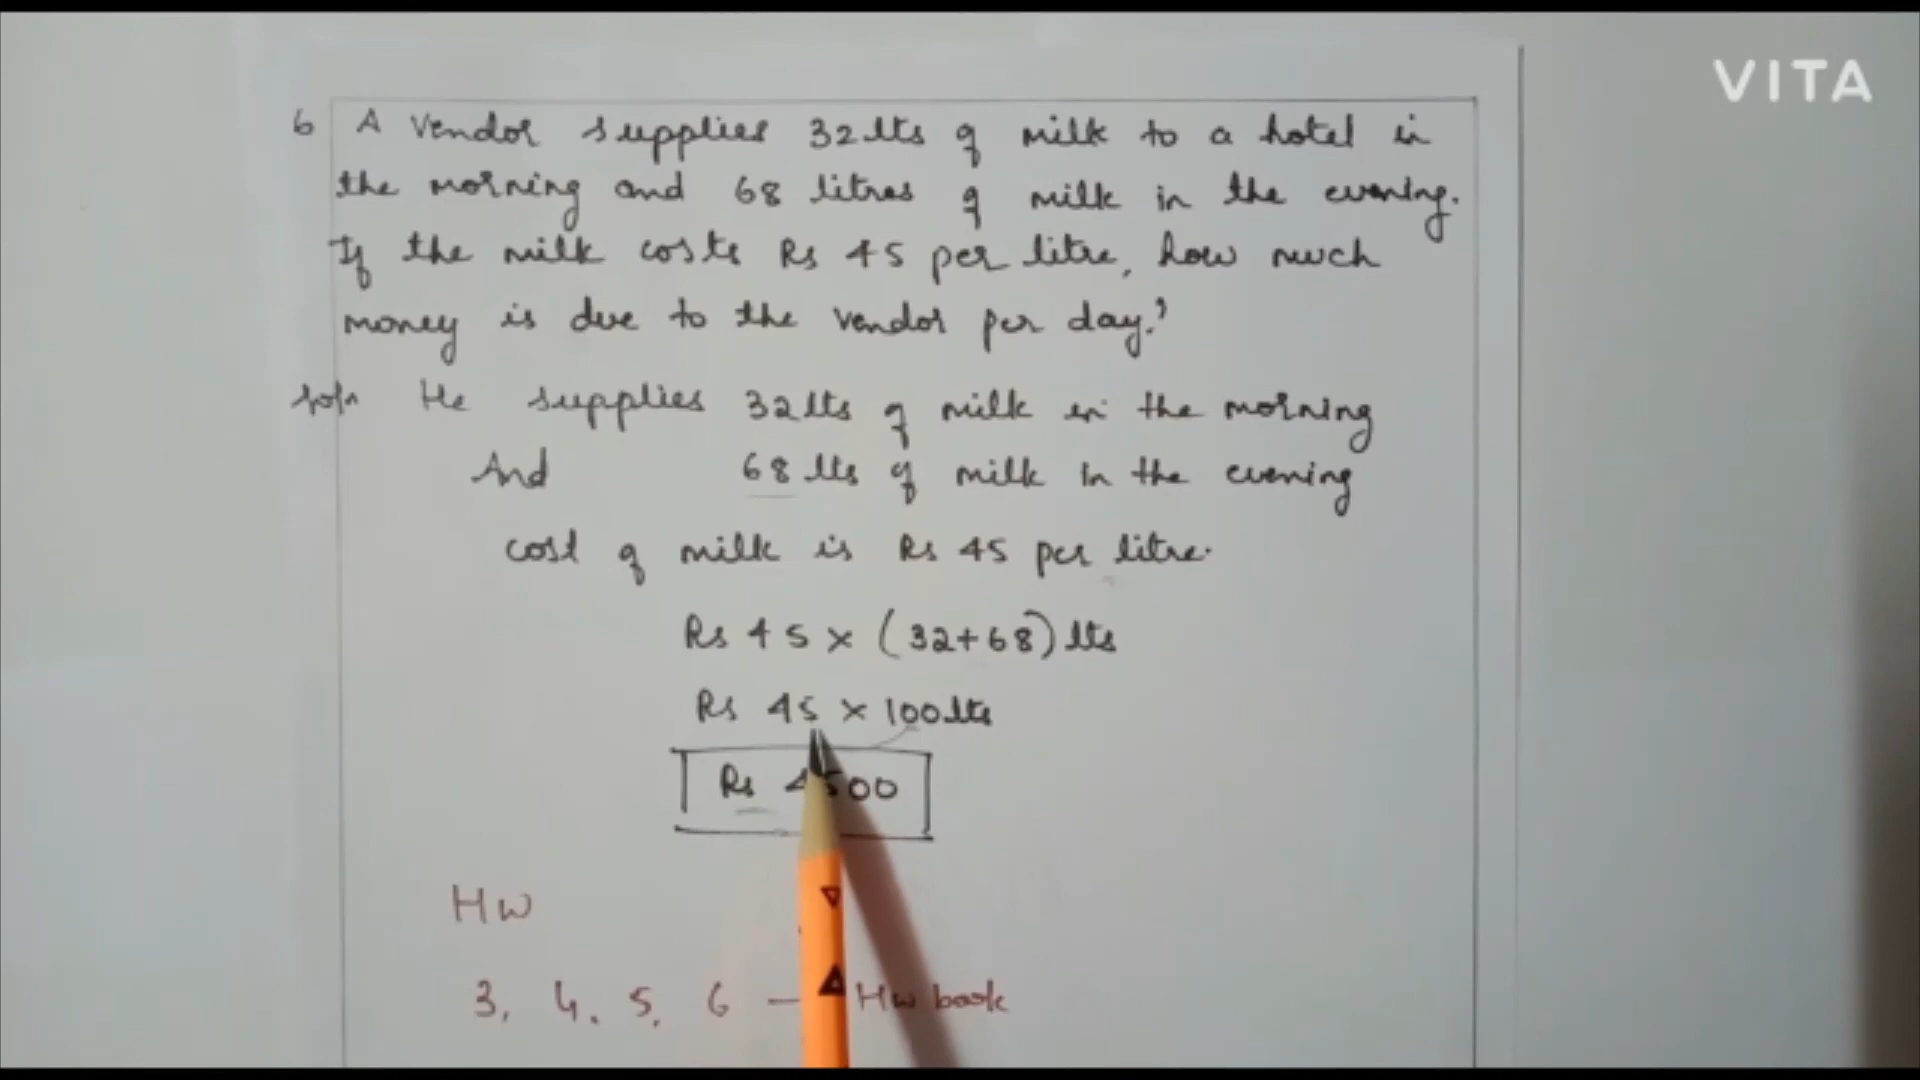 VITA
6 A vendor supplies 32 lts of milk to a hotel in
the morning and 68 litres of milk in the evening.
If the milk costs Rs 45 per litre, how much
money is due to the vendor per day.?
soln He supplies 32 lts of milk in the morning
And 68 lts of milk in the evening
cost of milk is Rs 45 per litre.
Rs 45 × (32+68) lts
Rs 45 × 100 lts
Rs 4500
HW
3, 4, 5, 6 — HW book